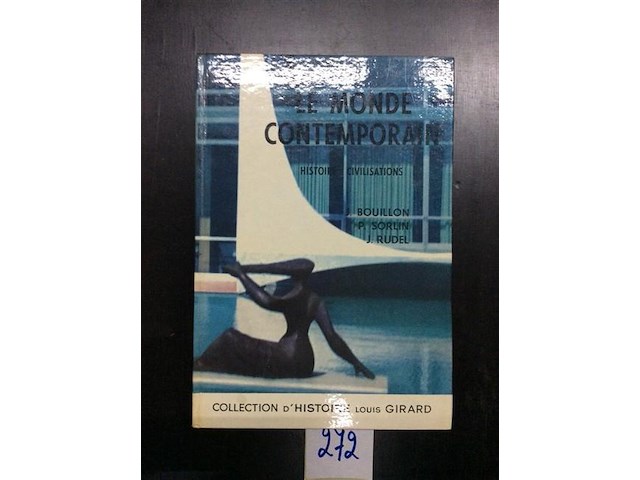 LE MONDE
CONTEMPORAIN
HISTOIRE CIVILISATIONS
J. BOUILLON
P. SORLIN
J. RUDEL
COLLECTION D'HISTOIRE LOUIS GIRARD
272